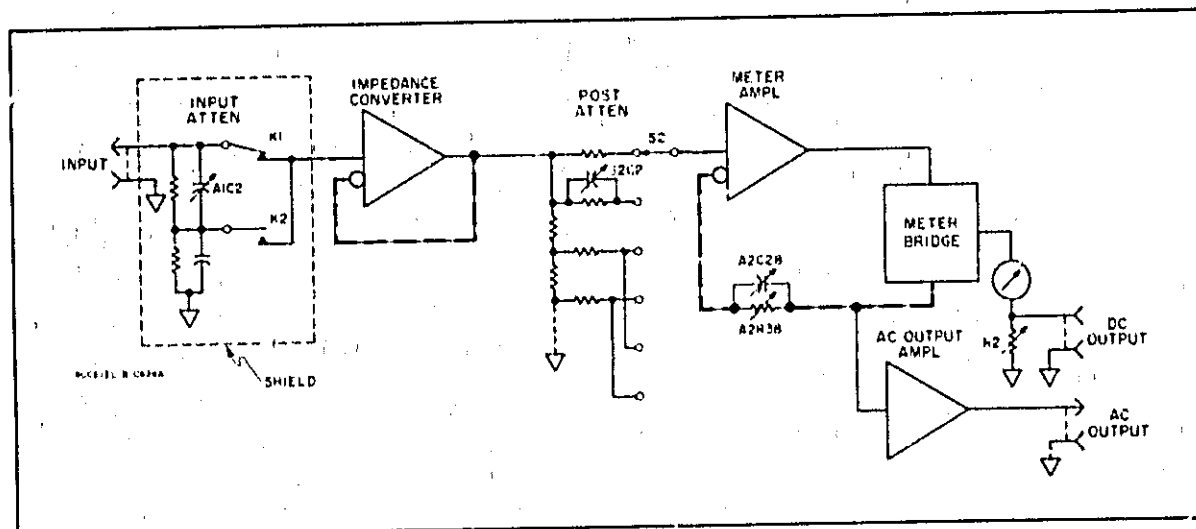 INPUT
ATTEN
K1
INPUT
A1C2
K2
SHIELD
IMPEDANCE
CONVERTER
POST
ATTEN
S2
METER
AMPL
METER
BRIDGE
A2C28
A2R38
AC OUTPUT
AMPL
R2
DC
OUTPUT
AC
OUTPUT